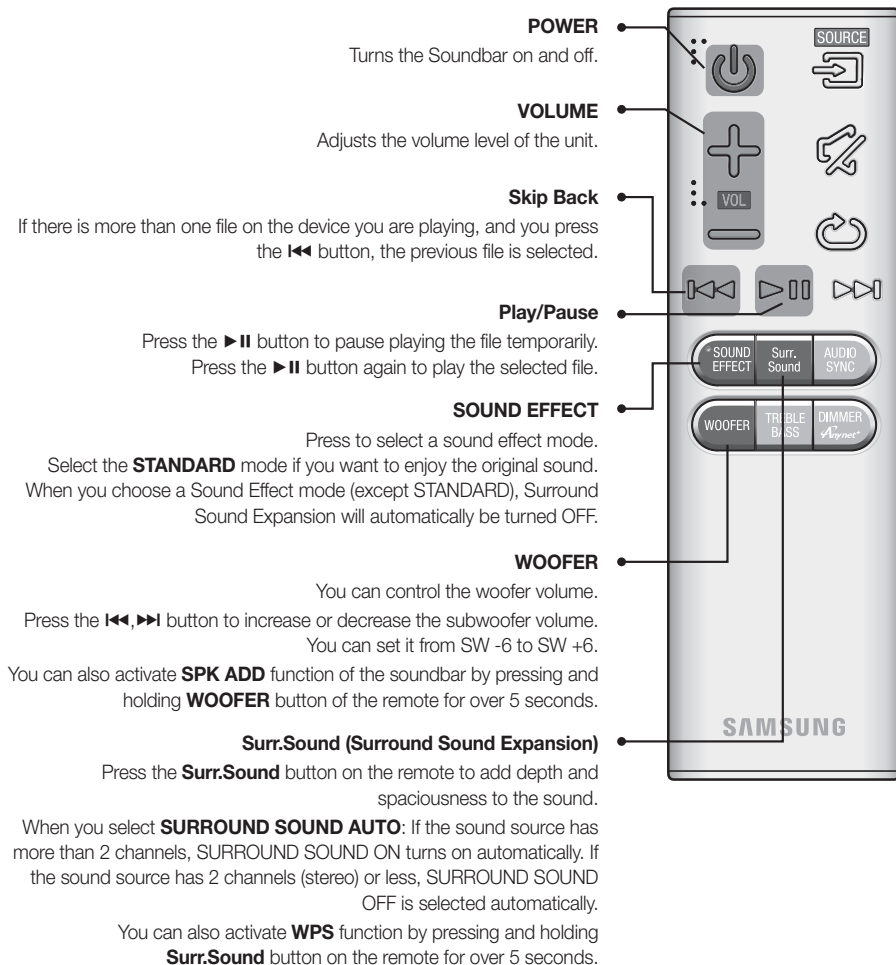 POWER
Turns the Soundbar on and off.
VOLUME
Adjusts the volume level of the unit.
Skip Back
If there is more than one file on the device you are playing, and you press
the ⏮ button, the previous file is selected.
Play/Pause
Press the ►II button to pause playing the file temporarily.
Press the ►II button again to play the selected file.
SOUND EFFECT
Press to select a sound effect mode.
Select the STANDARD mode if you want to enjoy the original sound.
When you choose a Sound Effect mode (except STANDARD), Surround
Sound Expansion will automatically be turned OFF.
WOOFER
You can control the woofer volume.
Press the ⏮,⏭ button to increase or decrease the subwoofer volume.
You can set it from SW -6 to SW +6.
You can also activate SPK ADD function of the soundbar by pressing and
holding WOOFER button of the remote for over 5 seconds.
Surr.Sound (Surround Sound Expansion)
Press the Surr.Sound button on the remote to add depth and
spaciousness to the sound.
When you select SURROUND SOUND AUTO: If the sound source has
more than 2 channels, SURROUND SOUND ON turns on automatically. If
the sound source has 2 channels (stereo) or less, SURROUND SOUND
OFF is selected automatically.
You can also activate WPS function by pressing and holding
Surr.Sound button on the remote for over 5 seconds.
SOURCE
VOL
*SOUND
EFFECT
Surr.
Sound
AUDIO
SYNC
WOOFER
TREBLE
BASS
DIMMER
Anynet+
SAMSUNG